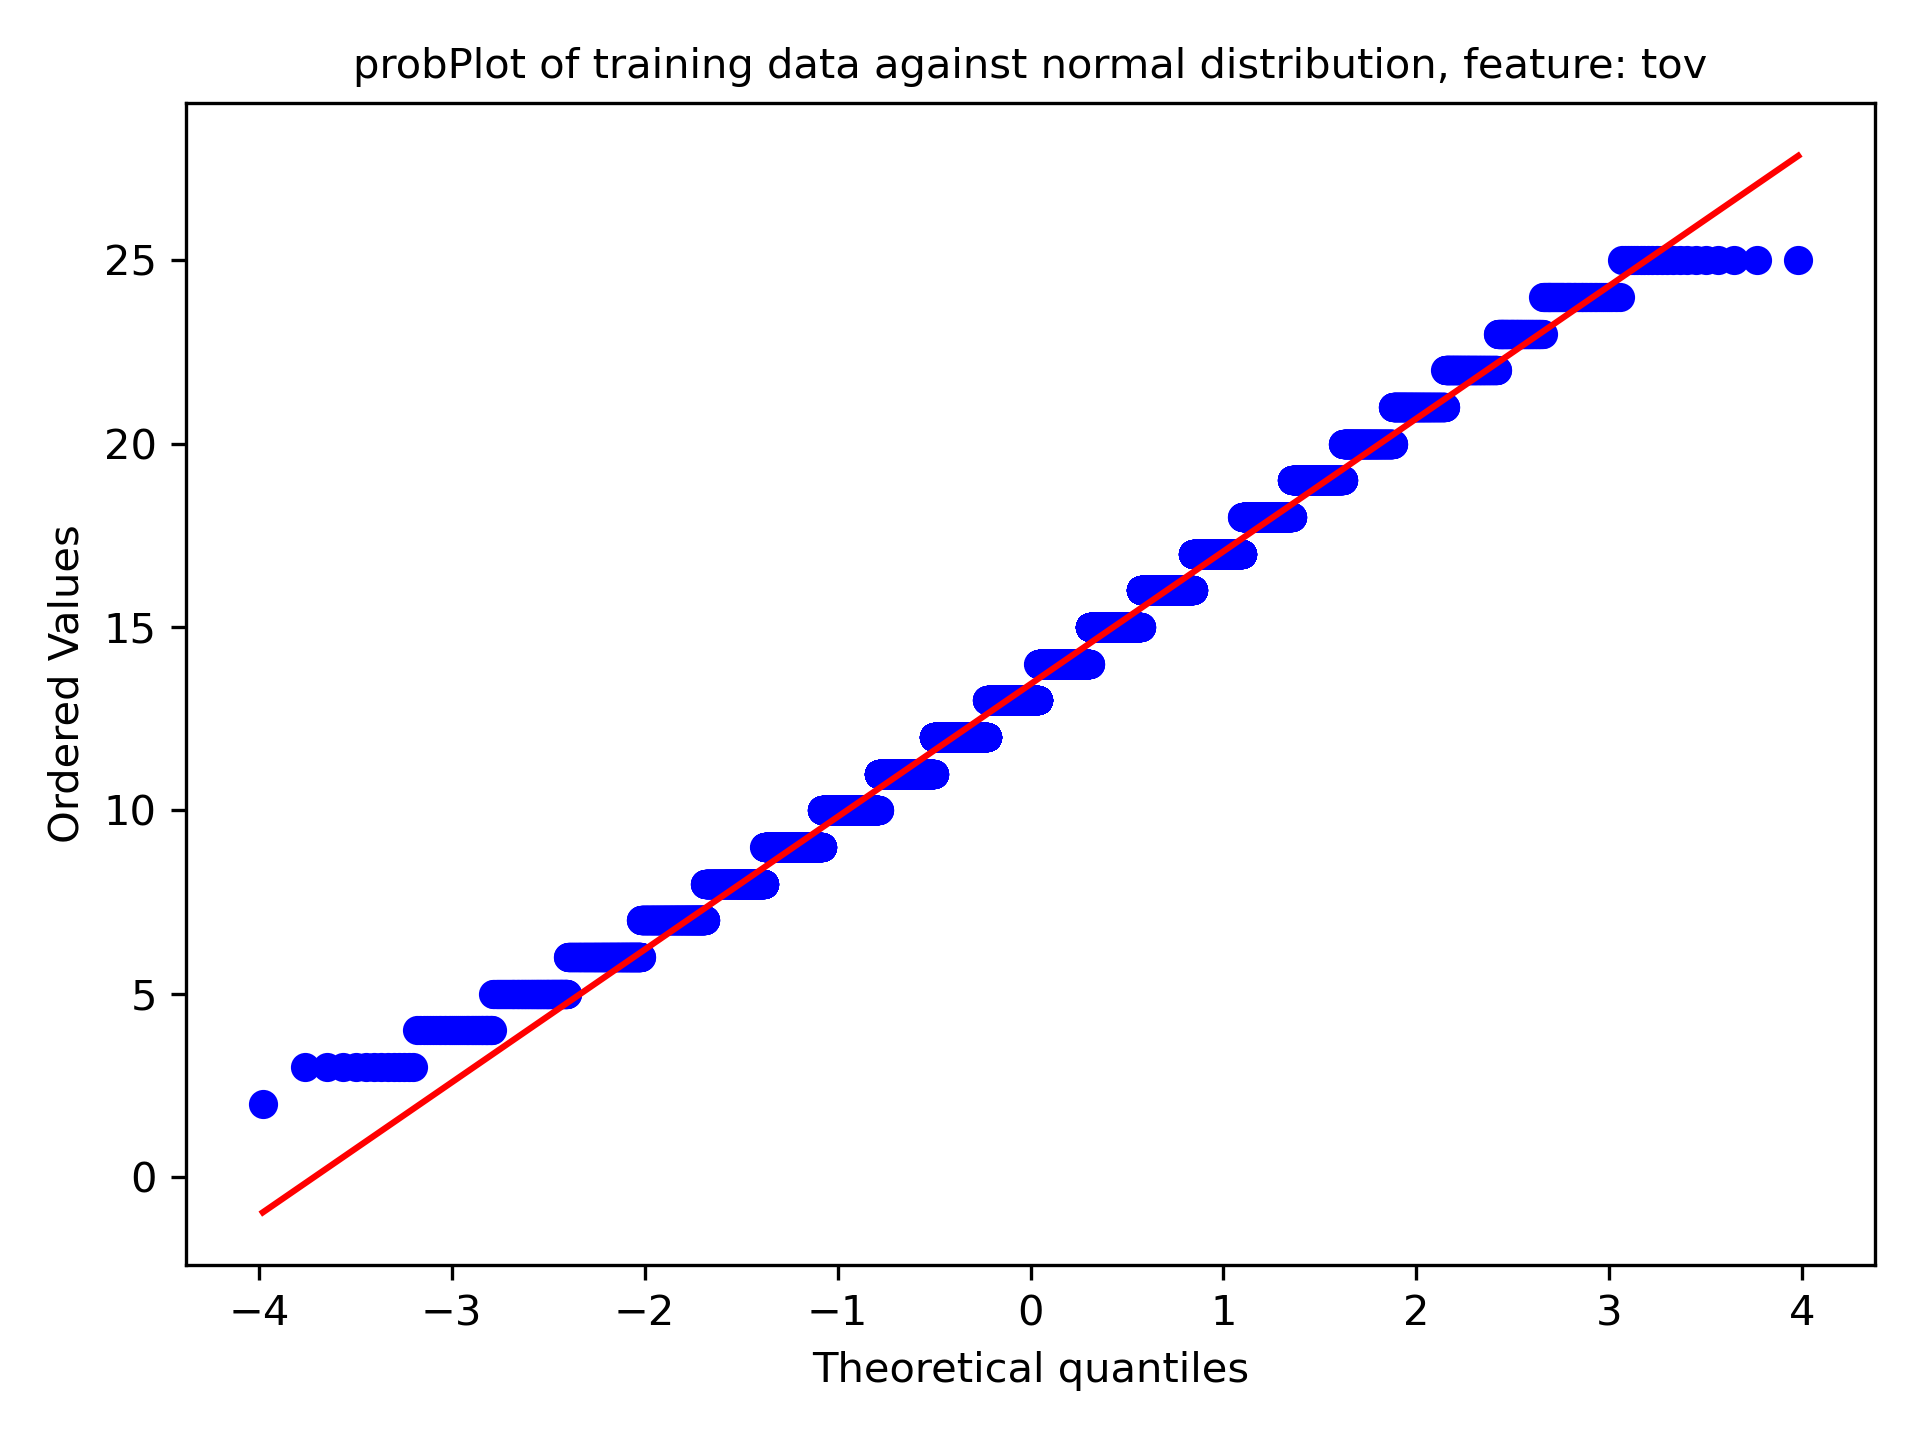 probPlot of training data against normal distribution, feature: tov
25
20
15
10
5
0
Ordered Values
−4 −3 −2 −1 0 1 2 3 4
Theoretical quantiles